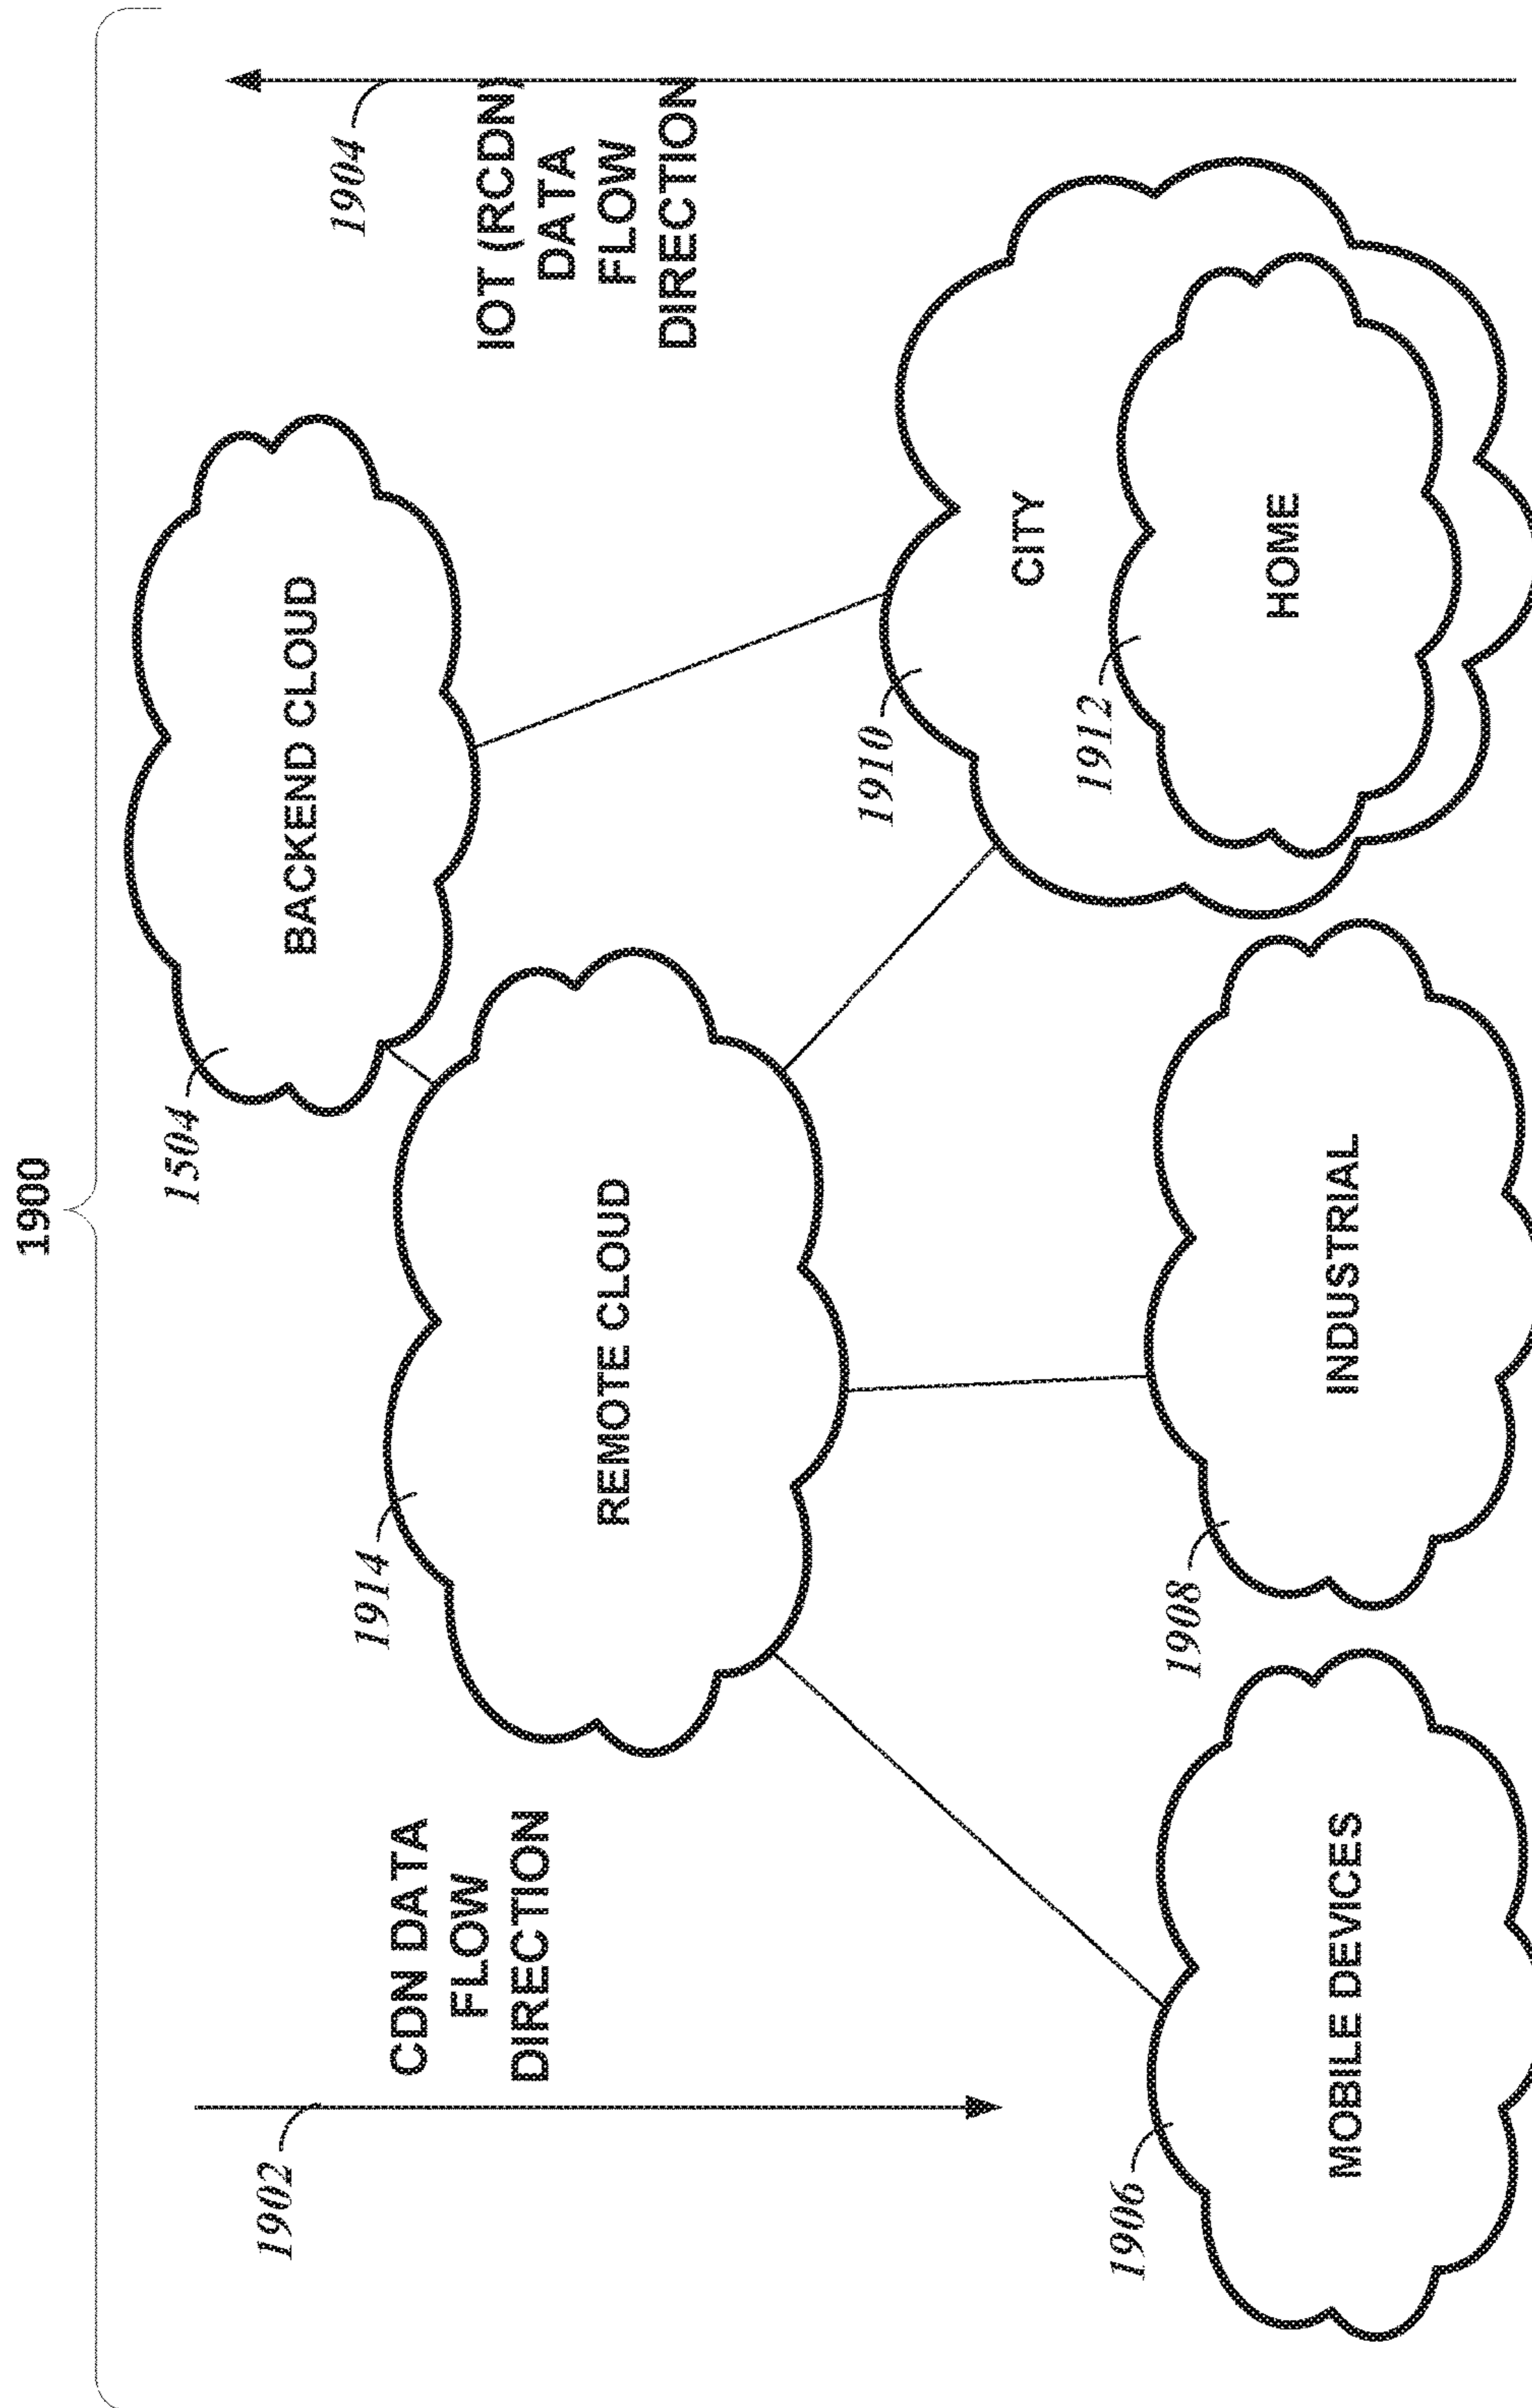 1900
1902
CDN DATA
FLOW
DIRECTION
1504
BACKEND CLOUD
1904
IOT (RCDN)
DATA
FLOW
DIRECTION
1914
REMOTE CLOUD
1910
CITY
1912
HOME
1906
MOBILE DEVICES
1908
INDUSTRIAL